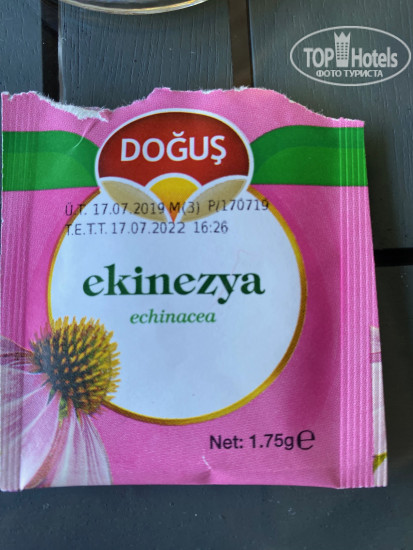 TOP Hotels
ФОТО ТУРИСТА
DOĞUŞ
Ü.T. 17.07.2019 M(3) P/170719
T.E.T.T. 17.07.2022 16:26
ekinezya
echinacea
Net: 1.75g℮